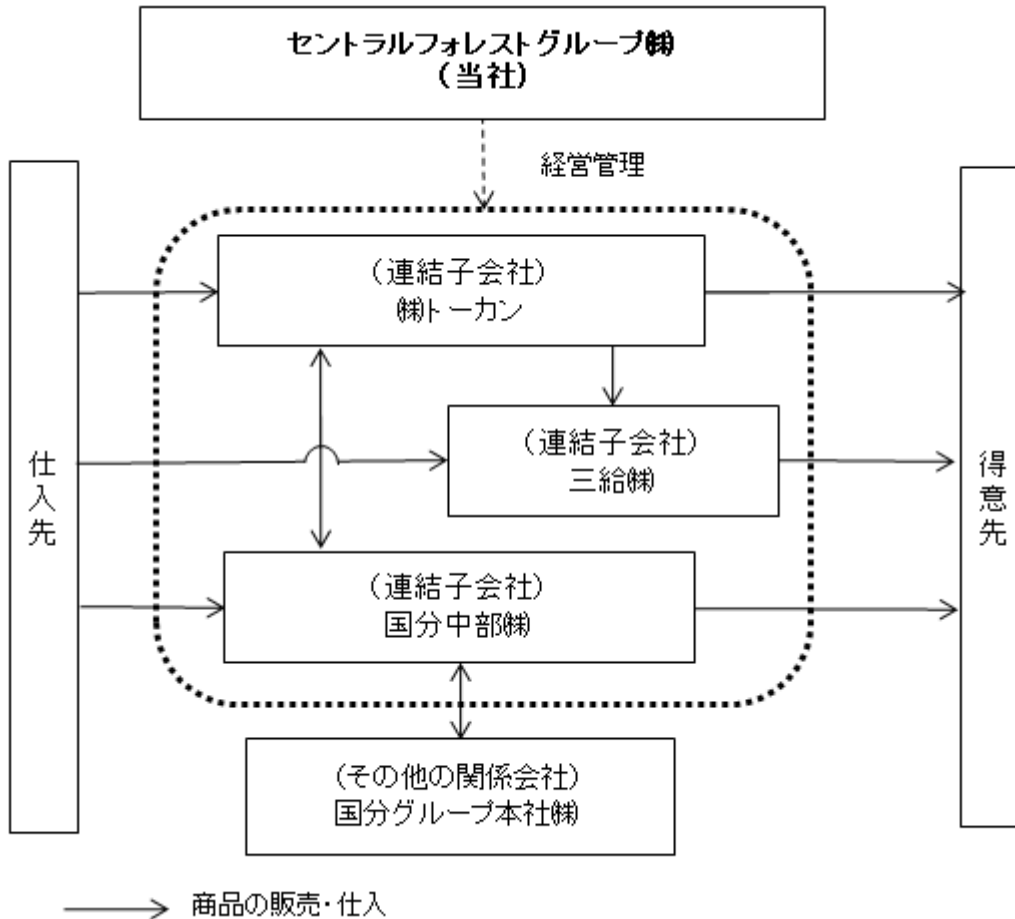 セントラルフォレストグループ㈱
（当社）
経営管理
（連結子会社）
㈱トーカン
（連結子会社）
三給㈱
仕入先
得意先
（連結子会社）
国分中部㈱
（その他の関係会社）
国分グループ本社㈱
商品の販売・仕入